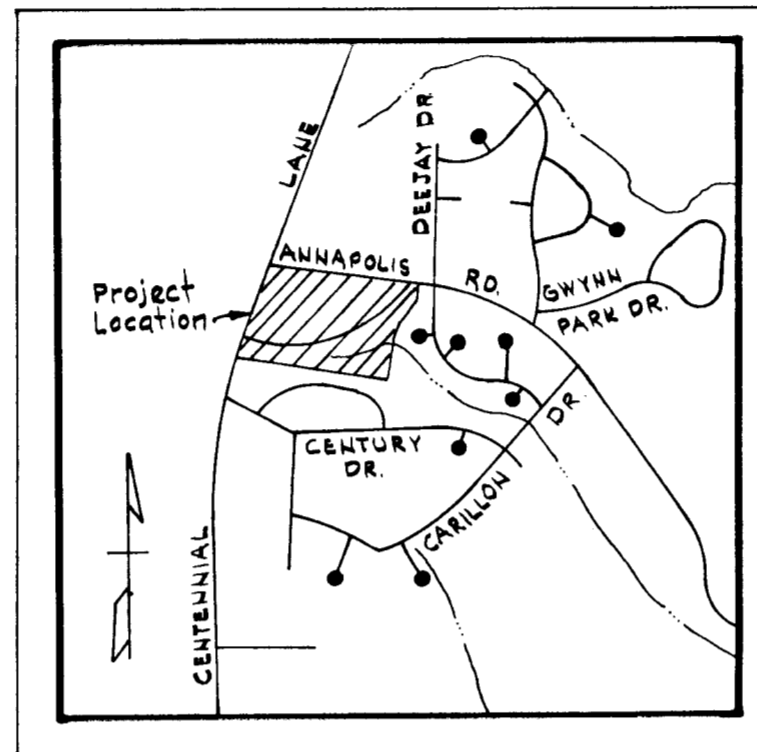 LANE
DEEJAY DR.
ANNAPOLIS
RD.
GWYNN
PARK DR.
Project
Location
CENTURY
DR.
DR.
CARILLON
CENTENNIAL